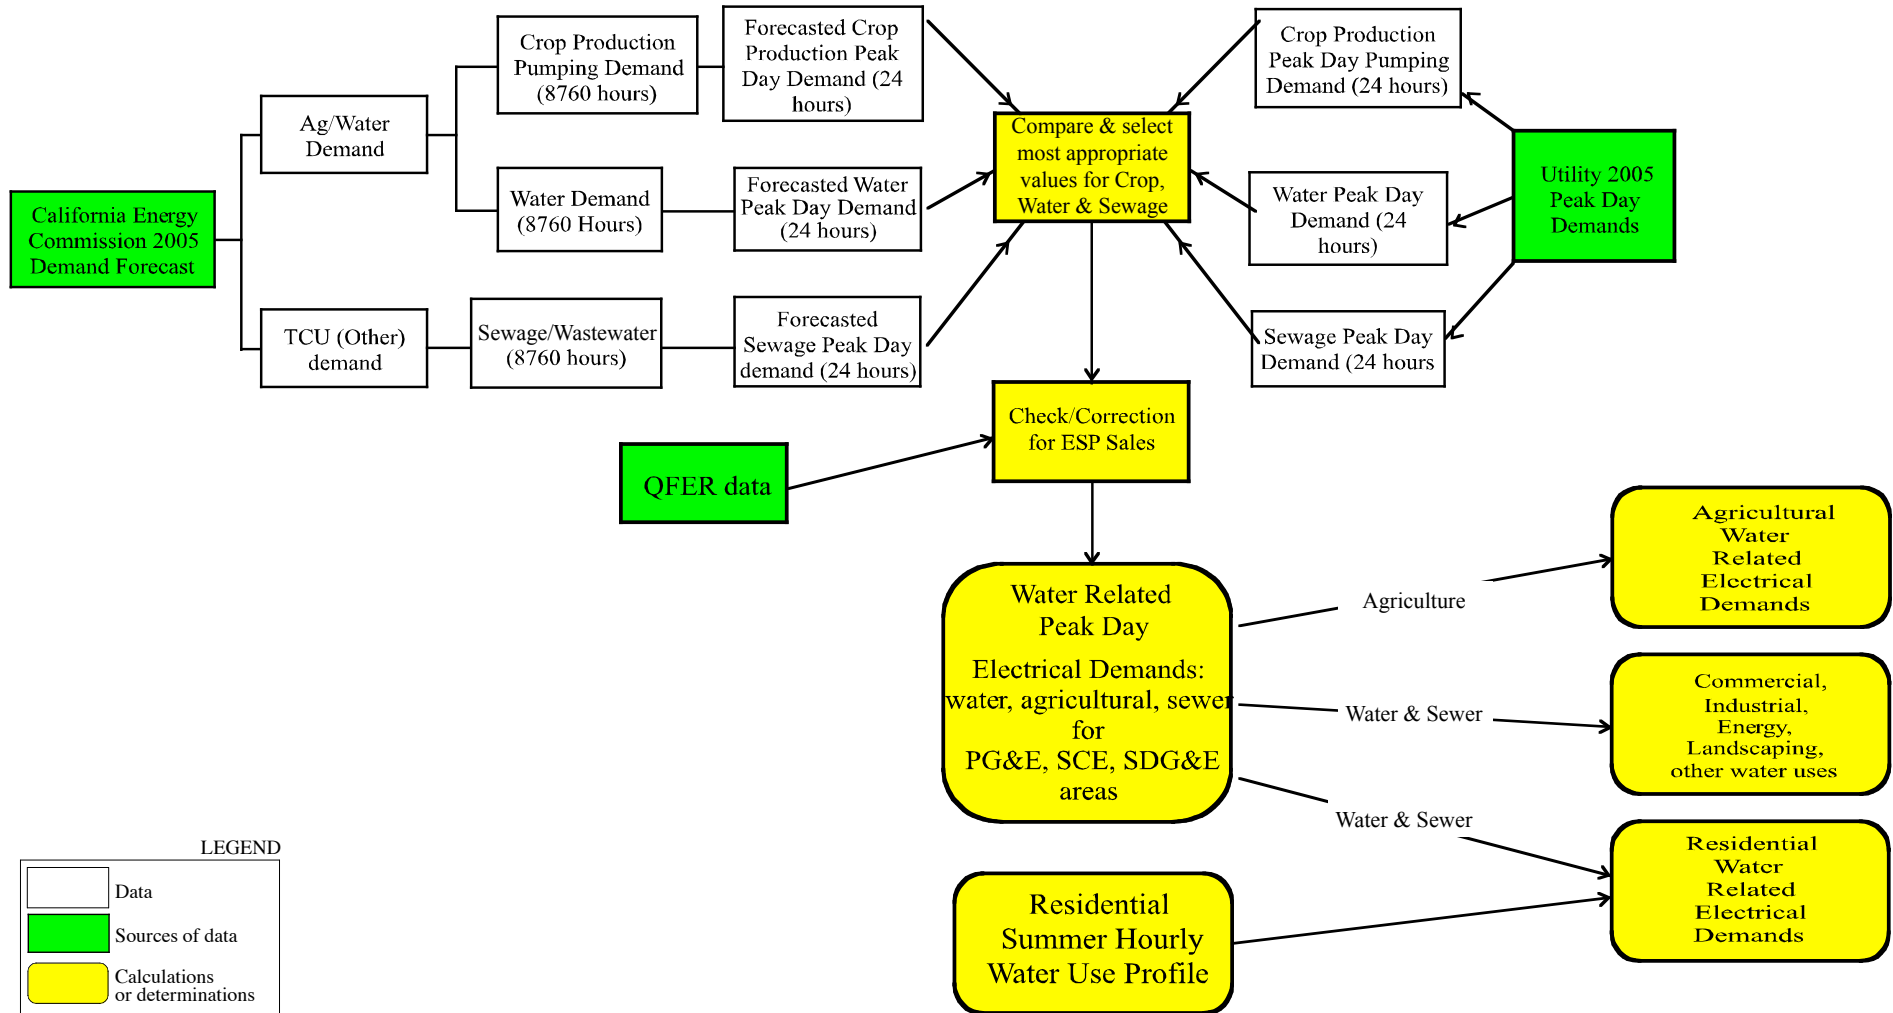 California Energy
Commission 2005
Demand Forecast
Ag/Water
Demand
TCU (Other)
demand
Crop Production
Pumping Demand
(8760 hours)
Water Demand
(8760 Hours)
Sewage/Wastewater
(8760 hours)
Forecasted Crop
Production Peak
Day Demand (24
hours)
Forecasted Water
Peak Day Demand
(24 hours)
Forecasted
Sewage Peak Day
demand (24 hours)
Compare & select
most appropriate
values for Crop,
Water & Sewage
Crop Production
Peak Day Pumping
Demand (24 hours)
Water Peak Day
Demand (24
hours)
Sewage Peak Day
Demand (24 hours
Utility 2005
Peak Day
Demands
Check/Correction
for ESP Sales
QFER data
Water Related
Peak Day
Electrical Demands:
water, agricultural, sewer
for
PG&E, SCE, SDG&E
areas
Agriculture
Water & Sewer
Water & Sewer
Agricultural
Water
Related
Electrical
Demands
Commercial,
Industrial,
Energy,
Landscaping,
other water uses
Residential
Water
Related
Electrical
Demands
Residential
Summer Hourly
Water Use Profile
LEGEND
Data
Sources of data
Calculations
or determinations